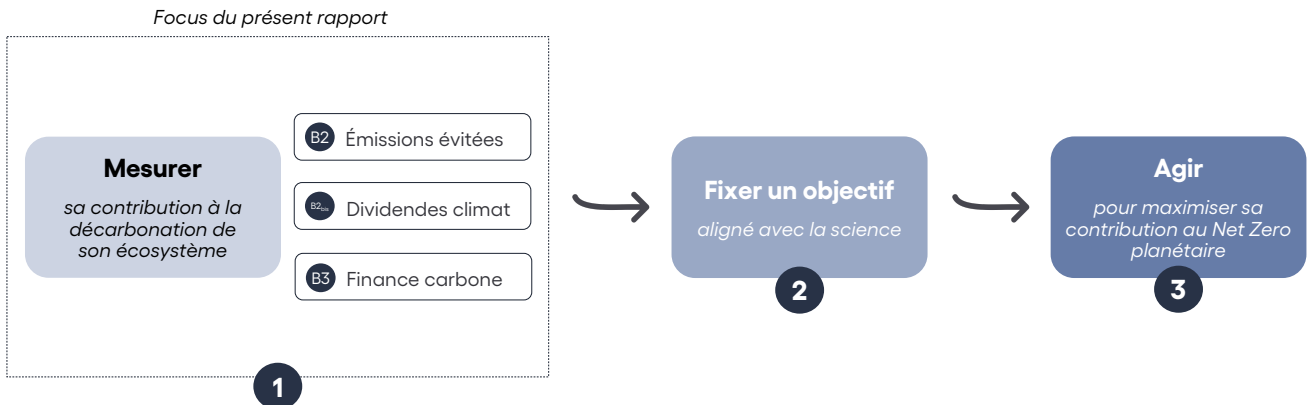 Focus du présent rapport
Mesurer
sa contribution à la
décarbonation de
son écosystème
B2 Émissions évitées
B2bis Dividendes climat
B3 Finance carbone
1
Fixer un objectif
aligné avec la science
2
Agir
pour maximiser sa
contribution au Net Zero
planétaire
3